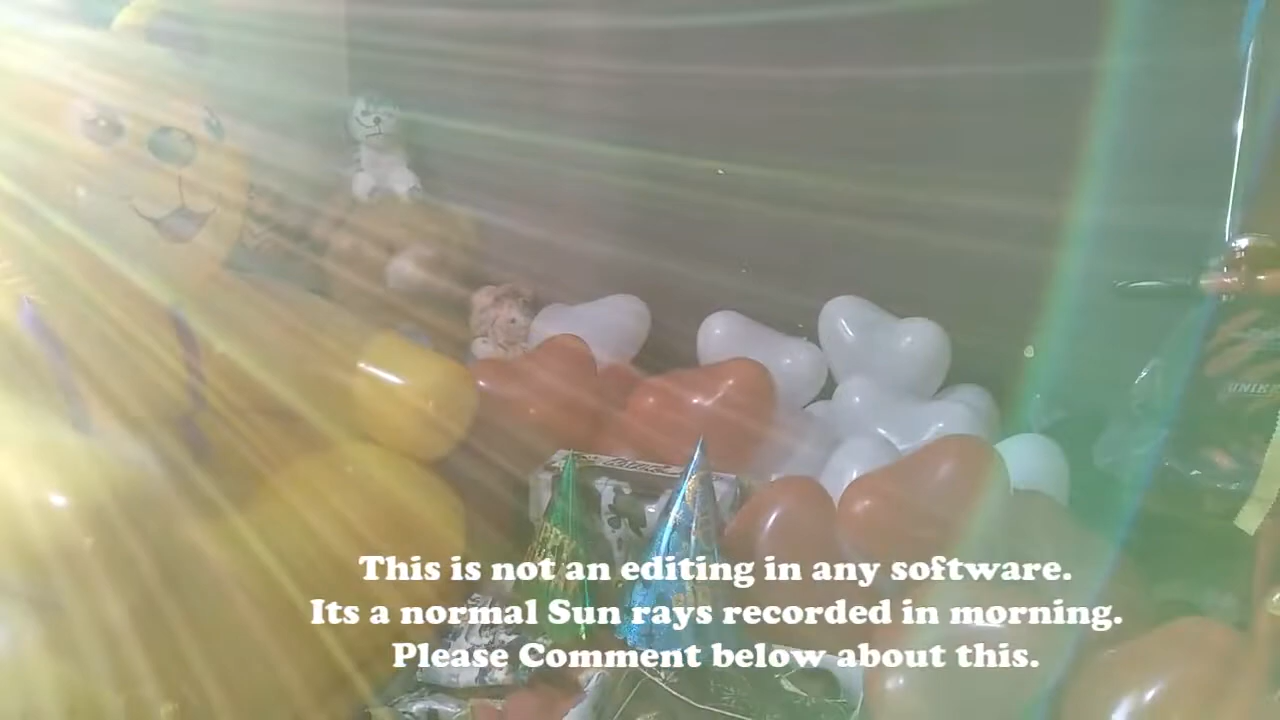 This is not an editing in any software.
Its a normal Sun rays recorded in morning.
Please Comment below about this.